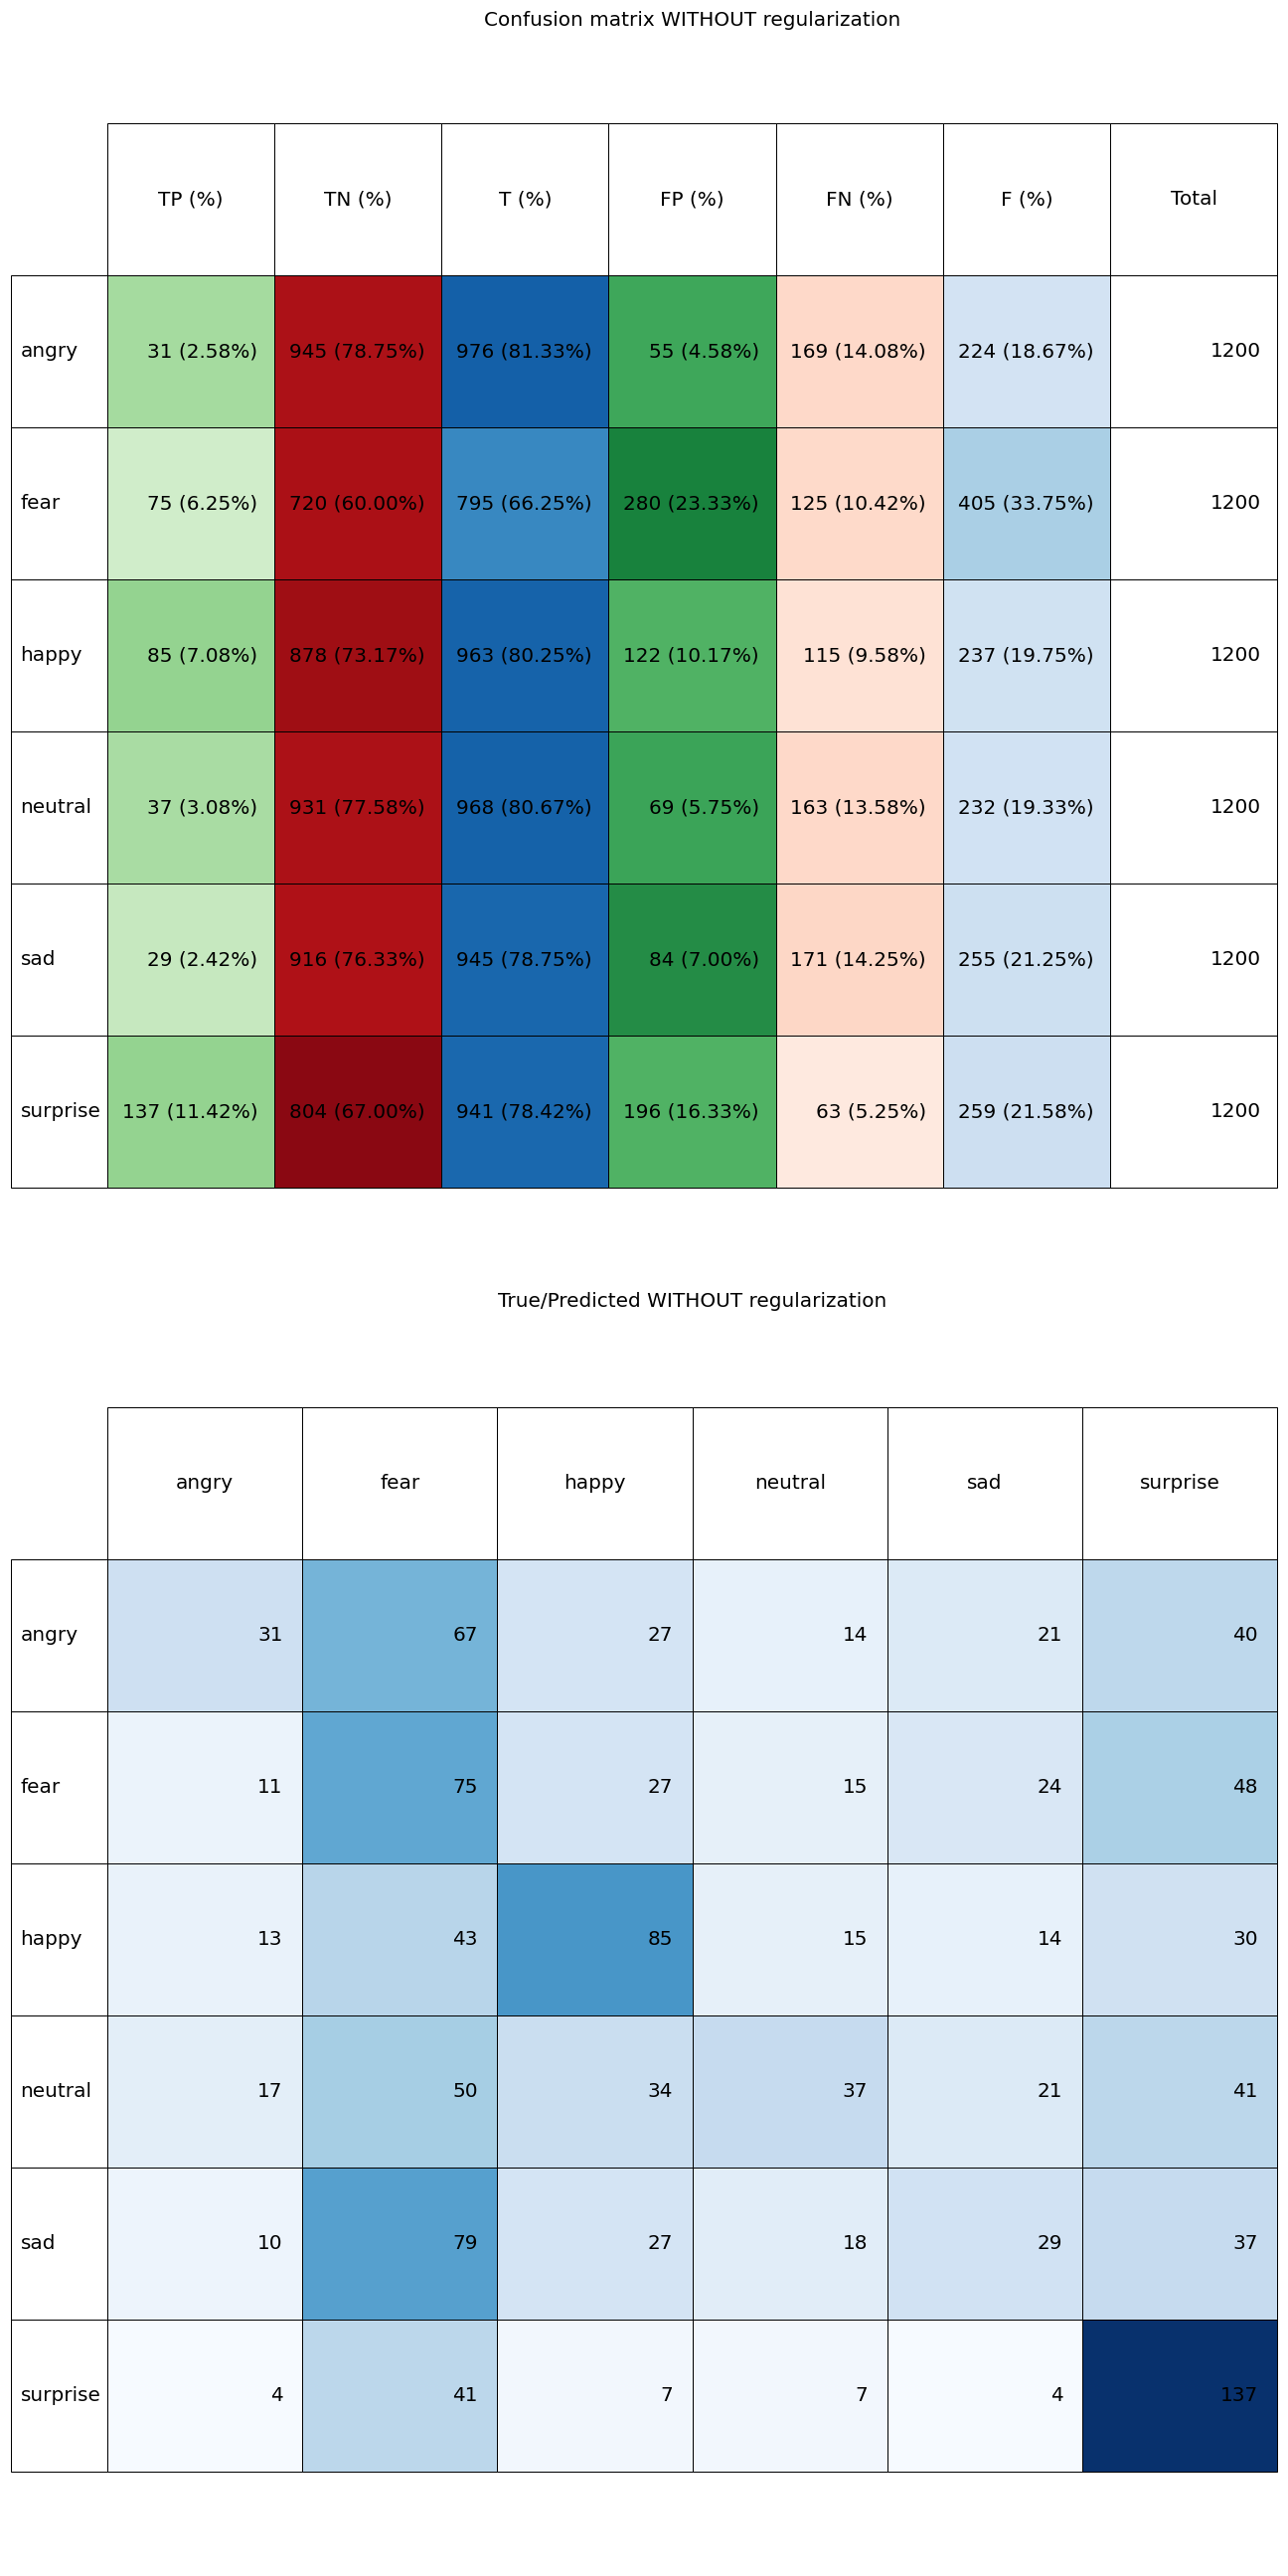 Confusion matrix WITHOUT regularization
TP (%) TN (%) T (%) FP (%) FN (%) F (%) Total
angry 31 (2.58%) 945 (78.75%) 976 (81.33%) 55 (4.58%) 169 (14.08%) 224 (18.67%) 1200
fear 75 (6.25%) 720 (60.00%) 795 (66.25%) 280 (23.33%) 125 (10.42%) 405 (33.75%) 1200
happy 85 (7.08%) 878 (73.17%) 963 (80.25%) 122 (10.17%) 115 (9.58%) 237 (19.75%) 1200
neutral 37 (3.08%) 931 (77.58%) 968 (80.67%) 69 (5.75%) 163 (13.58%) 232 (19.33%) 1200
sad 29 (2.42%) 916 (76.33%) 945 (78.75%) 84 (7.00%) 171 (14.25%) 255 (21.25%) 1200
surprise 137 (11.42%) 804 (67.00%) 941 (78.42%) 196 (16.33%) 63 (5.25%) 259 (21.58%) 1200
True/Predicted WITHOUT regularization
angry fear happy neutral sad surprise
angry 31 67 27 14 21 40
fear 11 75 27 15 24 48
happy 13 43 85 15 14 30
neutral 17 50 34 37 21 41
sad 10 79 27 18 29 37
surprise 4 41 7 7 4 137